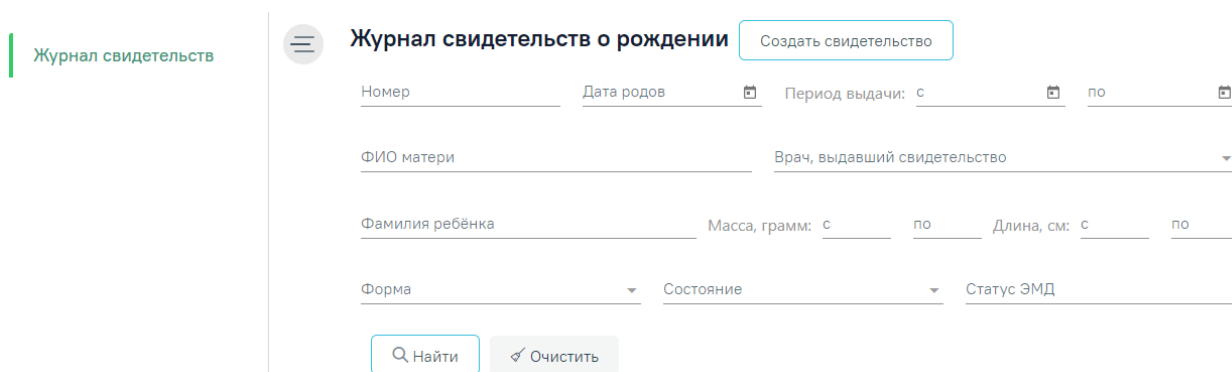 Журнал свидетельств
Журнал свидетельств о рождении Создать свидетельство
Номер Дата родов Период выдачи: с по
ФИО матери Врач, выдавший свидетельство
Фамилия ребёнка Масса, грамм: с по Длина, см: с по
Форма Состояние Статус ЭМД
Найти Очистить